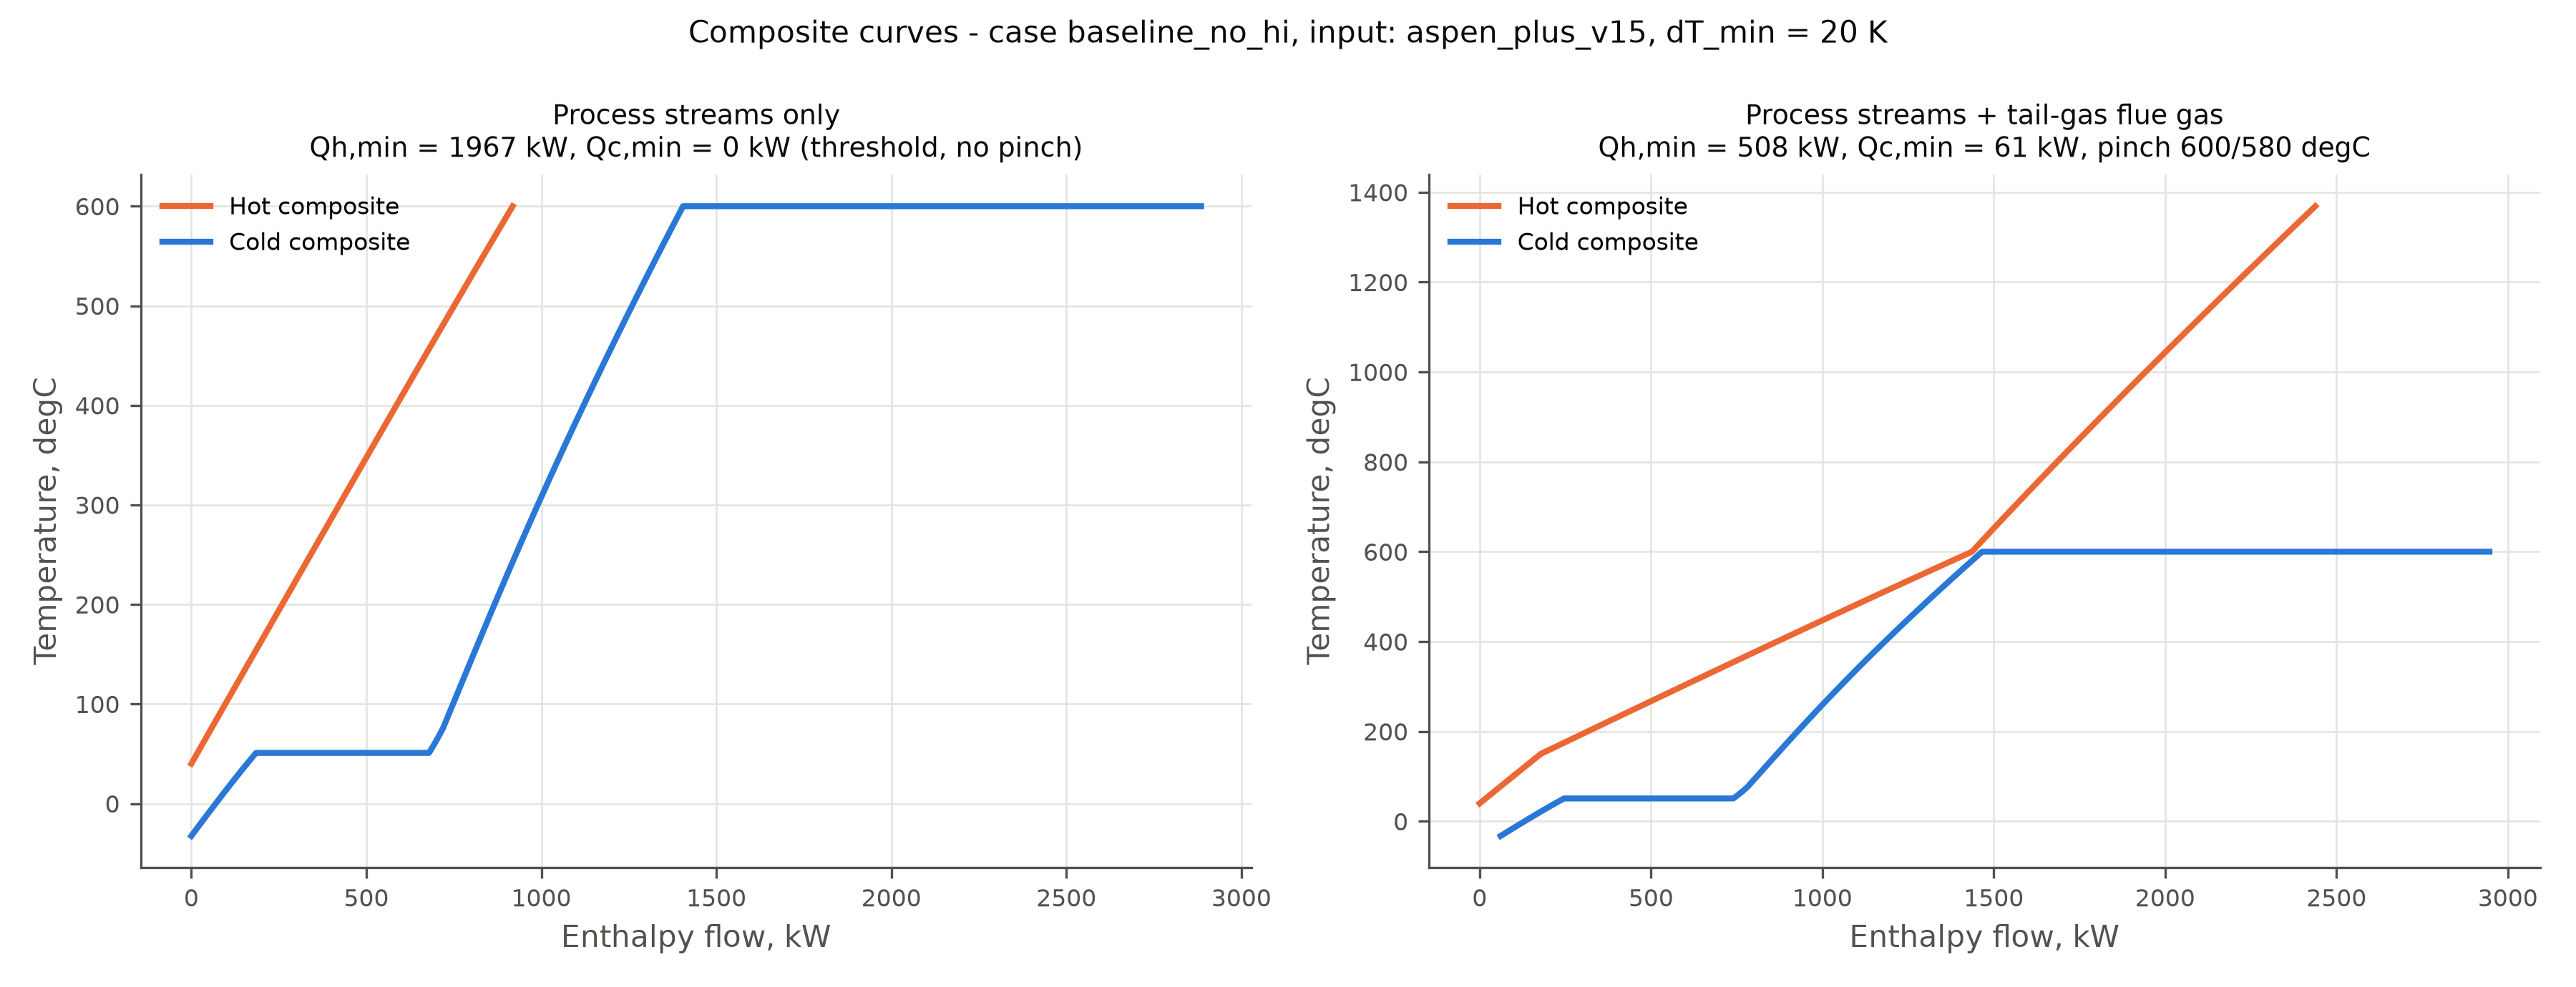 Composite curves - case baseline_no_hi, input: aspen_plus_v15, dT_min = 20 K
Process streams only
Qh,min = 1967 kW, Qc,min = 0 kW (threshold, no pinch)
Hot composite
Cold composite
600
500
400
300
200
100
0
Temperature, degC
0
500
1000
1500
2000
2500
3000
Enthalpy flow, kW
Process streams + tail-gas flue gas
Qh,min = 508 kW, Qc,min = 61 kW, pinch 600/580 degC
Hot composite
Cold composite
1400
1200
1000
800
600
400
200
0
Temperature, degC
0
500
1000
1500
2000
2500
3000
Enthalpy flow, kW